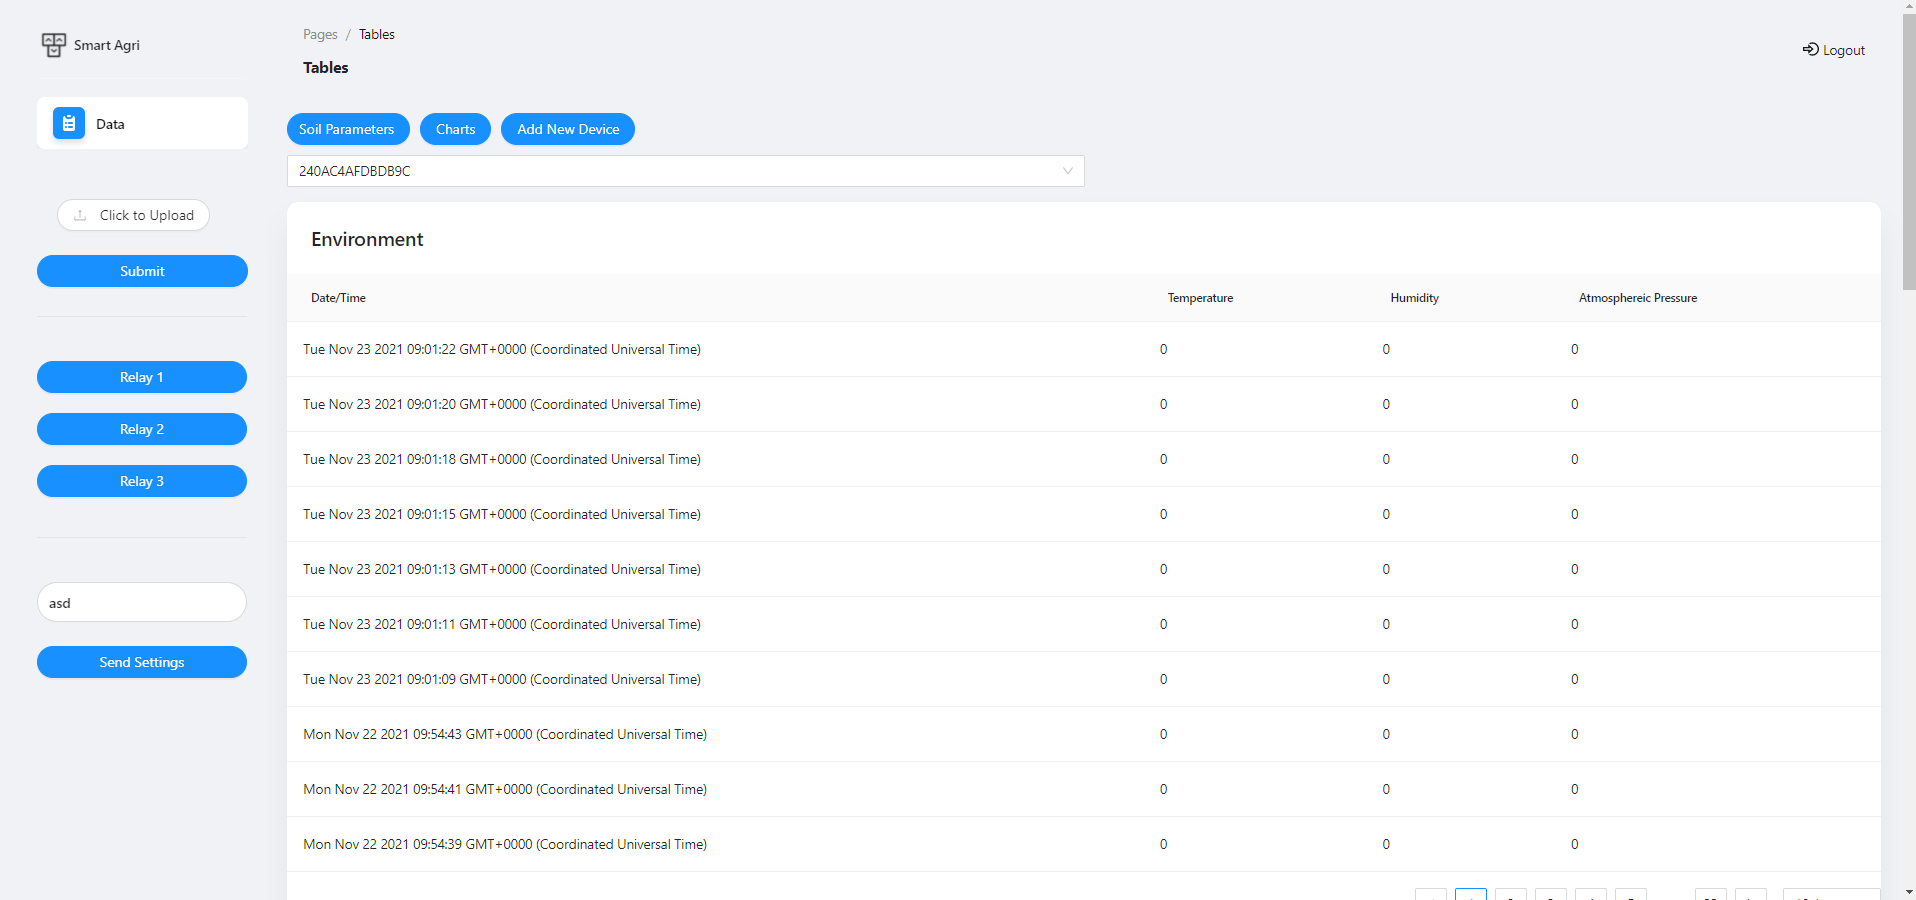 Smart Agri
Data
Click to Upload
Submit
Relay 1
Relay 2
Relay 3
asd
Send Settings
Pages / Tables
Tables
Logout
Soil Parameters Charts Add New Device
240AC4AFDBDB9C
Environment
Date/Time Temperature Humidity Atmosphereic Pressure
Tue Nov 23 2021 09:01:22 GMT+0000 (Coordinated Universal Time) 0 0 0
Tue Nov 23 2021 09:01:20 GMT+0000 (Coordinated Universal Time) 0 0 0
Tue Nov 23 2021 09:01:18 GMT+0000 (Coordinated Universal Time) 0 0 0
Tue Nov 23 2021 09:01:15 GMT+0000 (Coordinated Universal Time) 0 0 0
Tue Nov 23 2021 09:01:13 GMT+0000 (Coordinated Universal Time) 0 0 0
Tue Nov 23 2021 09:01:11 GMT+0000 (Coordinated Universal Time) 0 0 0
Tue Nov 23 2021 09:01:09 GMT+0000 (Coordinated Universal Time) 0 0 0
Mon Nov 22 2021 09:54:43 GMT+0000 (Coordinated Universal Time) 0 0 0
Mon Nov 22 2021 09:54:41 GMT+0000 (Coordinated Universal Time) 0 0 0
Mon Nov 22 2021 09:54:39 GMT+0000 (Coordinated Universal Time) 0 0 0